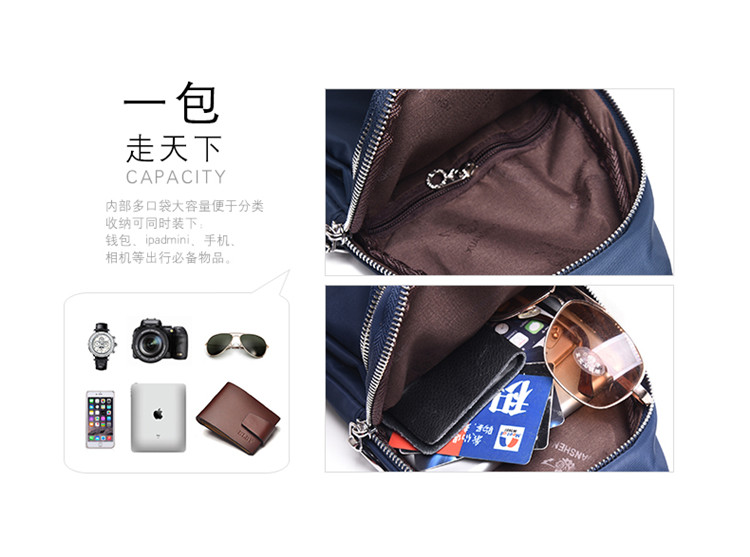 一包
走天下
CAPACITY
内部多口袋大容量便于分类
收纳可同时装下：
钱包、ipadmini、手机、
相机等出行必备物品。
积
ANSHEN